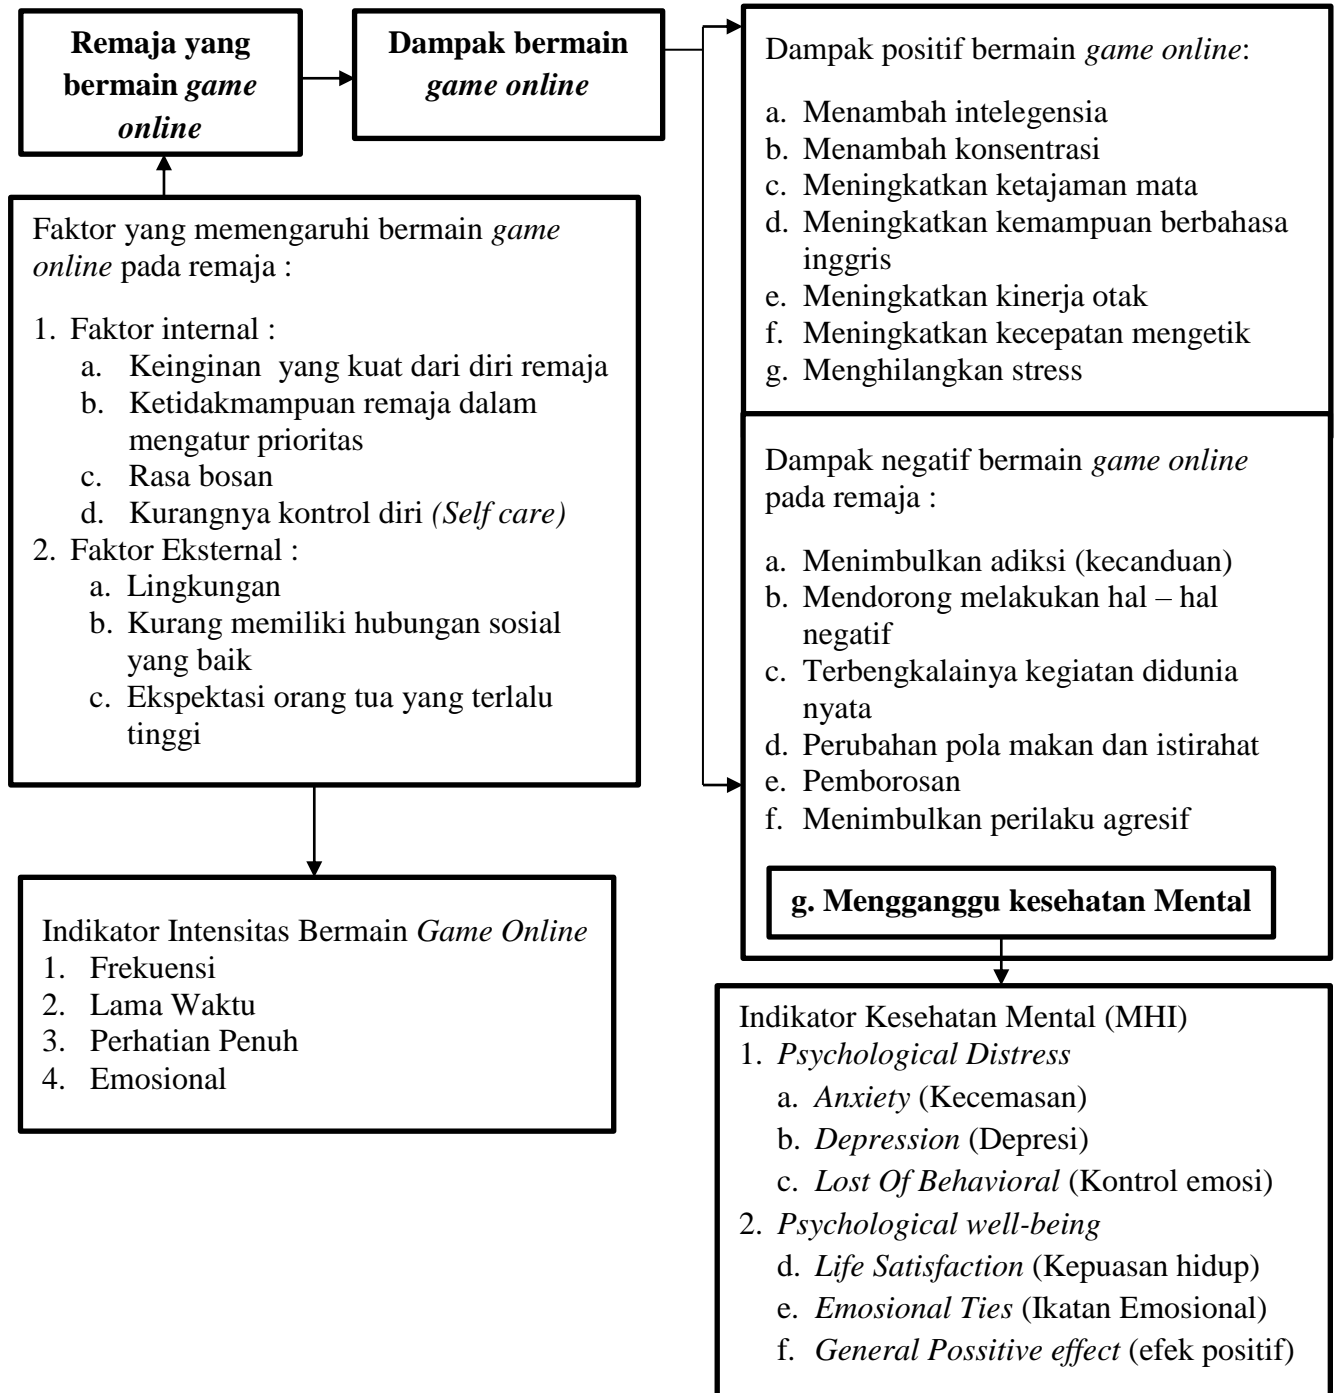 Remaja yang
bermain game
online
Dampak bermain
game online
Dampak positif bermain game online:
a. Menambah intelegensia
b. Menambah konsentrasi
c. Meningkatkan ketajaman mata
d. Meningkatkan kemampuan berbahasa
inggris
e. Meningkatkan kinerja otak
f. Meningkatkan kecepatan mengetik
g. Menghilangkan stress
Faktor yang memengaruhi bermain game
online pada remaja :
1. Faktor internal :
a. Keinginan yang kuat dari diri remaja
b. Ketidakmampuan remaja dalam
mengatur prioritas
c. Rasa bosan
d. Kurangnya kontrol diri (Self care)
2. Faktor Eksternal :
a. Lingkungan
b. Kurang memiliki hubungan sosial
yang baik
c. Ekspektasi orang tua yang terlalu
tinggi
Dampak negatif bermain game online
pada remaja :
a. Menimbulkan adiksi (kecanduan)
b. Mendorong melakukan hal – hal
negatif
c. Terbengkalainya kegiatan didunia
nyata
d. Perubahan pola makan dan istirahat
e. Pemborosan
f. Menimbulkan perilaku agresif
g. Mengganggu kesehatan Mental
Indikator Intensitas Bermain Game Online
1. Frekuensi
2. Lama Waktu
3. Perhatian Penuh
4. Emosional
Indikator Kesehatan Mental (MHI)
1. Psychological Distress
a. Anxiety (Kecemasan)
b. Depression (Depresi)
c. Lost Of Behavioral (Kontrol emosi)
2. Psychological well-being
d. Life Satisfaction (Kepuasan hidup)
e. Emosional Ties (Ikatan Emosional)
f. General Possitive effect (efek positif)